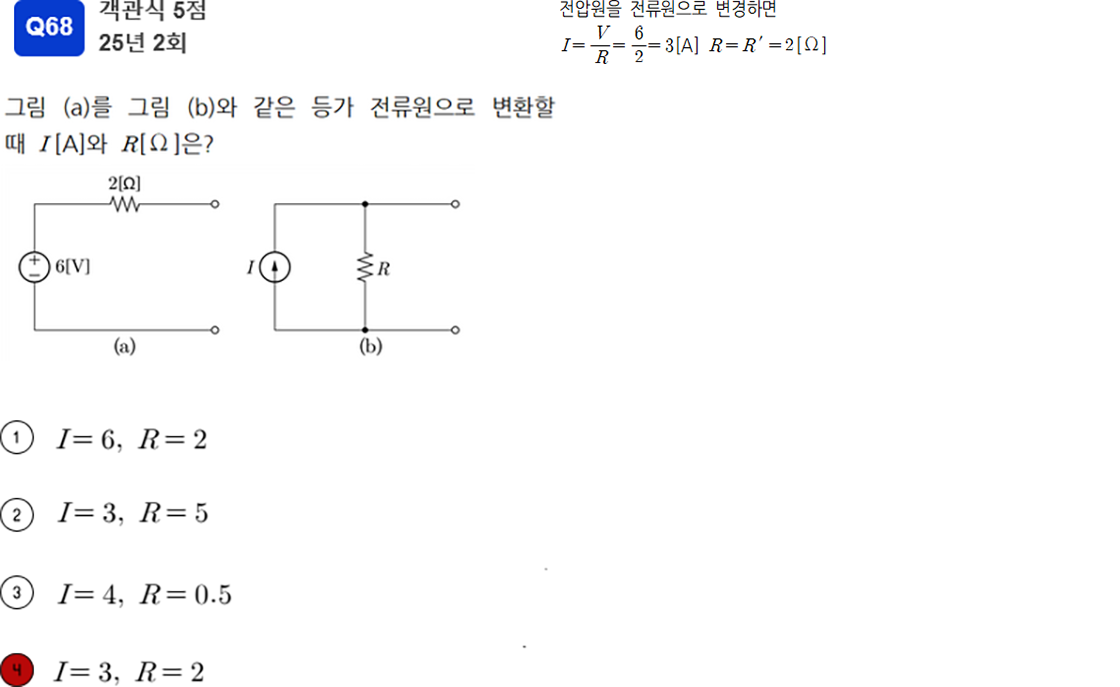 Q68
객관식 5점
25년 2회
그림 (a)를 그림 (b)와 같은 등가 전류원으로 변환할
때 I[A]와 R[Ω]은?
2[Ω]
6[V]
(a)
I
R
(b)
1 I= 6, R= 2
2 I= 3, R= 5
3 I= 4, R= 0.5
4 I= 3, R= 2
전압원을 전류원으로 변경하면
I= V/R = 6/2 = 3[A] R= R′ = 2[Ω]